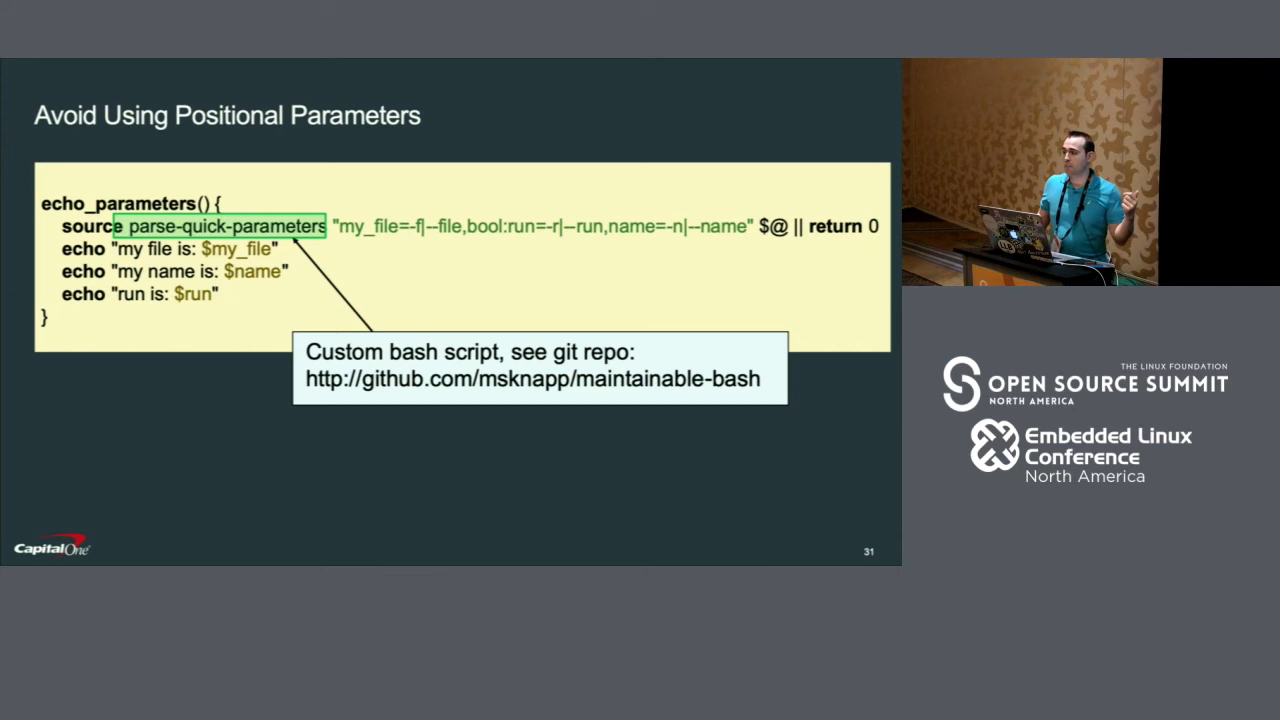 Avoid Using Positional Parameters
echo_parameters() {
source parse-quick-parameters "my_file=-f|--file,bool:run=-r|--run,name=-n|--name" $@ || return 0
echo "my file is: $my_file"
echo "my name is: $name"
echo "run is: $run"
}
Custom bash script, see git repo:
http://github.com/msknapp/maintainable-bash
CapitalOne
31
THE LINUX FOUNDATION
OPEN SOURCE SUMMIT
NORTH AMERICA
Embedded Linux
Conference
North America